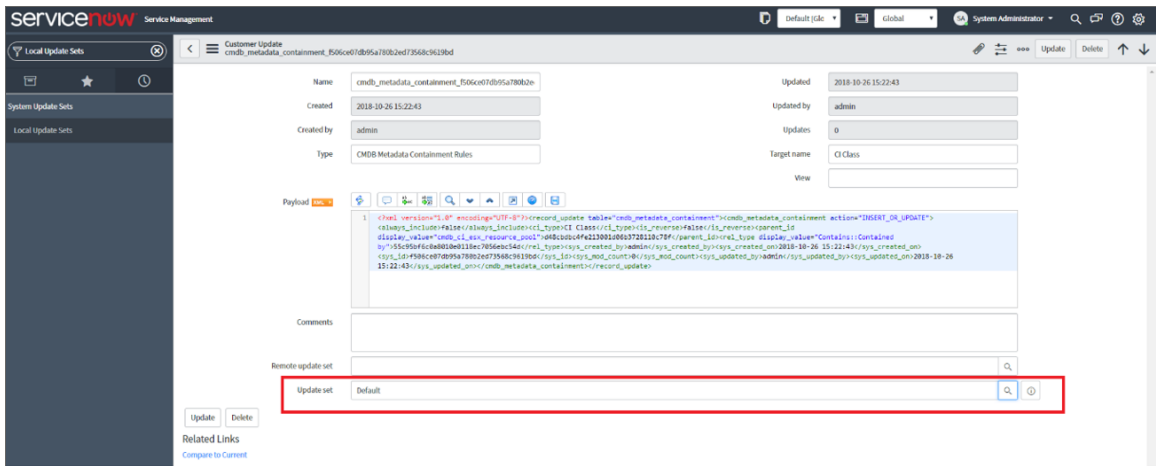 servicenow Service Management
Default (Glc
Global
SA System Administrator
Local Update Sets
System Update Sets
Local Update Sets
Customer Update
cmdb_metadata_containment_f506ce07db95a780b2ed73568c9619bd
Update Delete
Name cmdb_metadata_containment_f506ce07db95a780b2e
Updated 2018-10-26 15:22:43
Created 2018-10-26 15:22:43
Updated by admin
Created by admin
Updates 0
Type CMDB Metadata Containment Rules
Target name CI Class
View
Payload
1 <?xml version="1.0" encoding="UTF-8"?><record_update table="cmdb_metadata_containment"><cmdb_metadata_containment action="INSERT_OR_UPDATE">
<always_include>false</always_include><ci_type>CI Class</ci_type><is_reverse>false</is_reverse><parent_id
display_value="cmdb_ci_esx_resource_pool"></parent_id><rel_type display_value="Contains::Contained
by"></rel_type><sys_created_by>admin</sys_created_by><sys_created_on>2018-10-26 15:22:43</sys_created_on>
<sys_id>f506ce07db95a780b2ed73568c9619bd</sys_id><sys_mod_count>0</sys_mod_count><sys_updated_by>admin</sys_updated_by><sys_updated_on>2018-10-26
15:22:43</sys_updated_on></cmdb_metadata_containment></record_update>
Comments
Remote update set
Update set Default
Update Delete
Related Links
Compare to Current